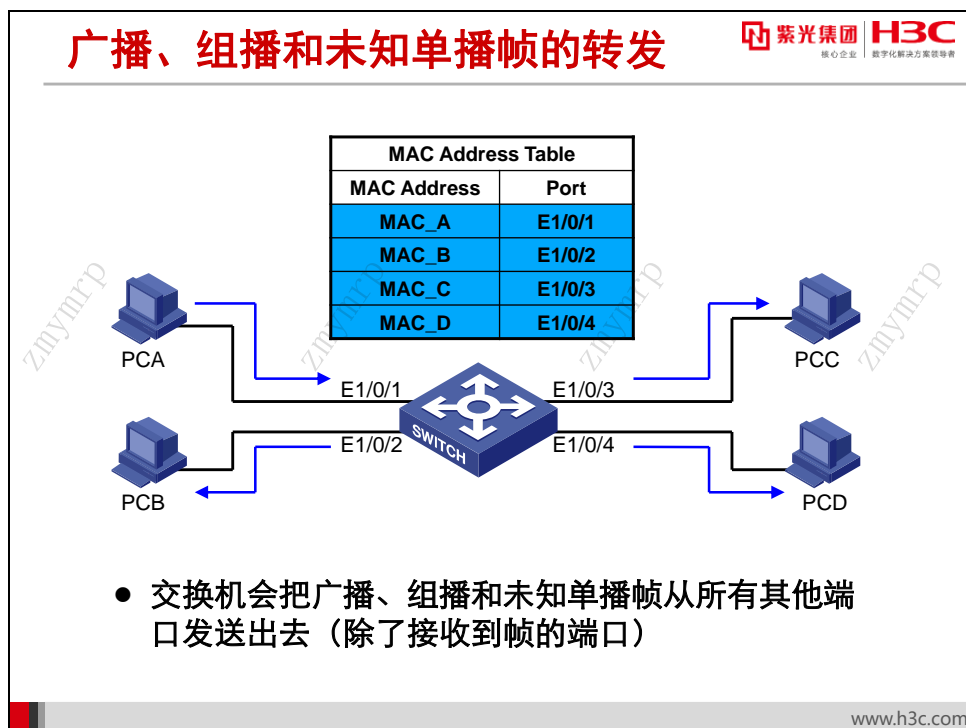 广播、组播和未知单播帧的转发
紫光集团
核心企业
H3C
数字化解决方案领导者
MAC Address Table
MAC Address Port
MAC_A E1/0/1
MAC_B E1/0/2
MAC_C E1/0/3
MAC_D E1/0/4
zmymrp
zmymrp
zmymrp
zmymrp
PCA
PCC
E1/0/1
E1/0/3
SWITCH
E1/0/2
E1/0/4
PCB
PCD
● 交换机会把广播、组播和未知单播帧从所有其他端
口发送出去（除了接收到帧的端口）
www.h3c.com